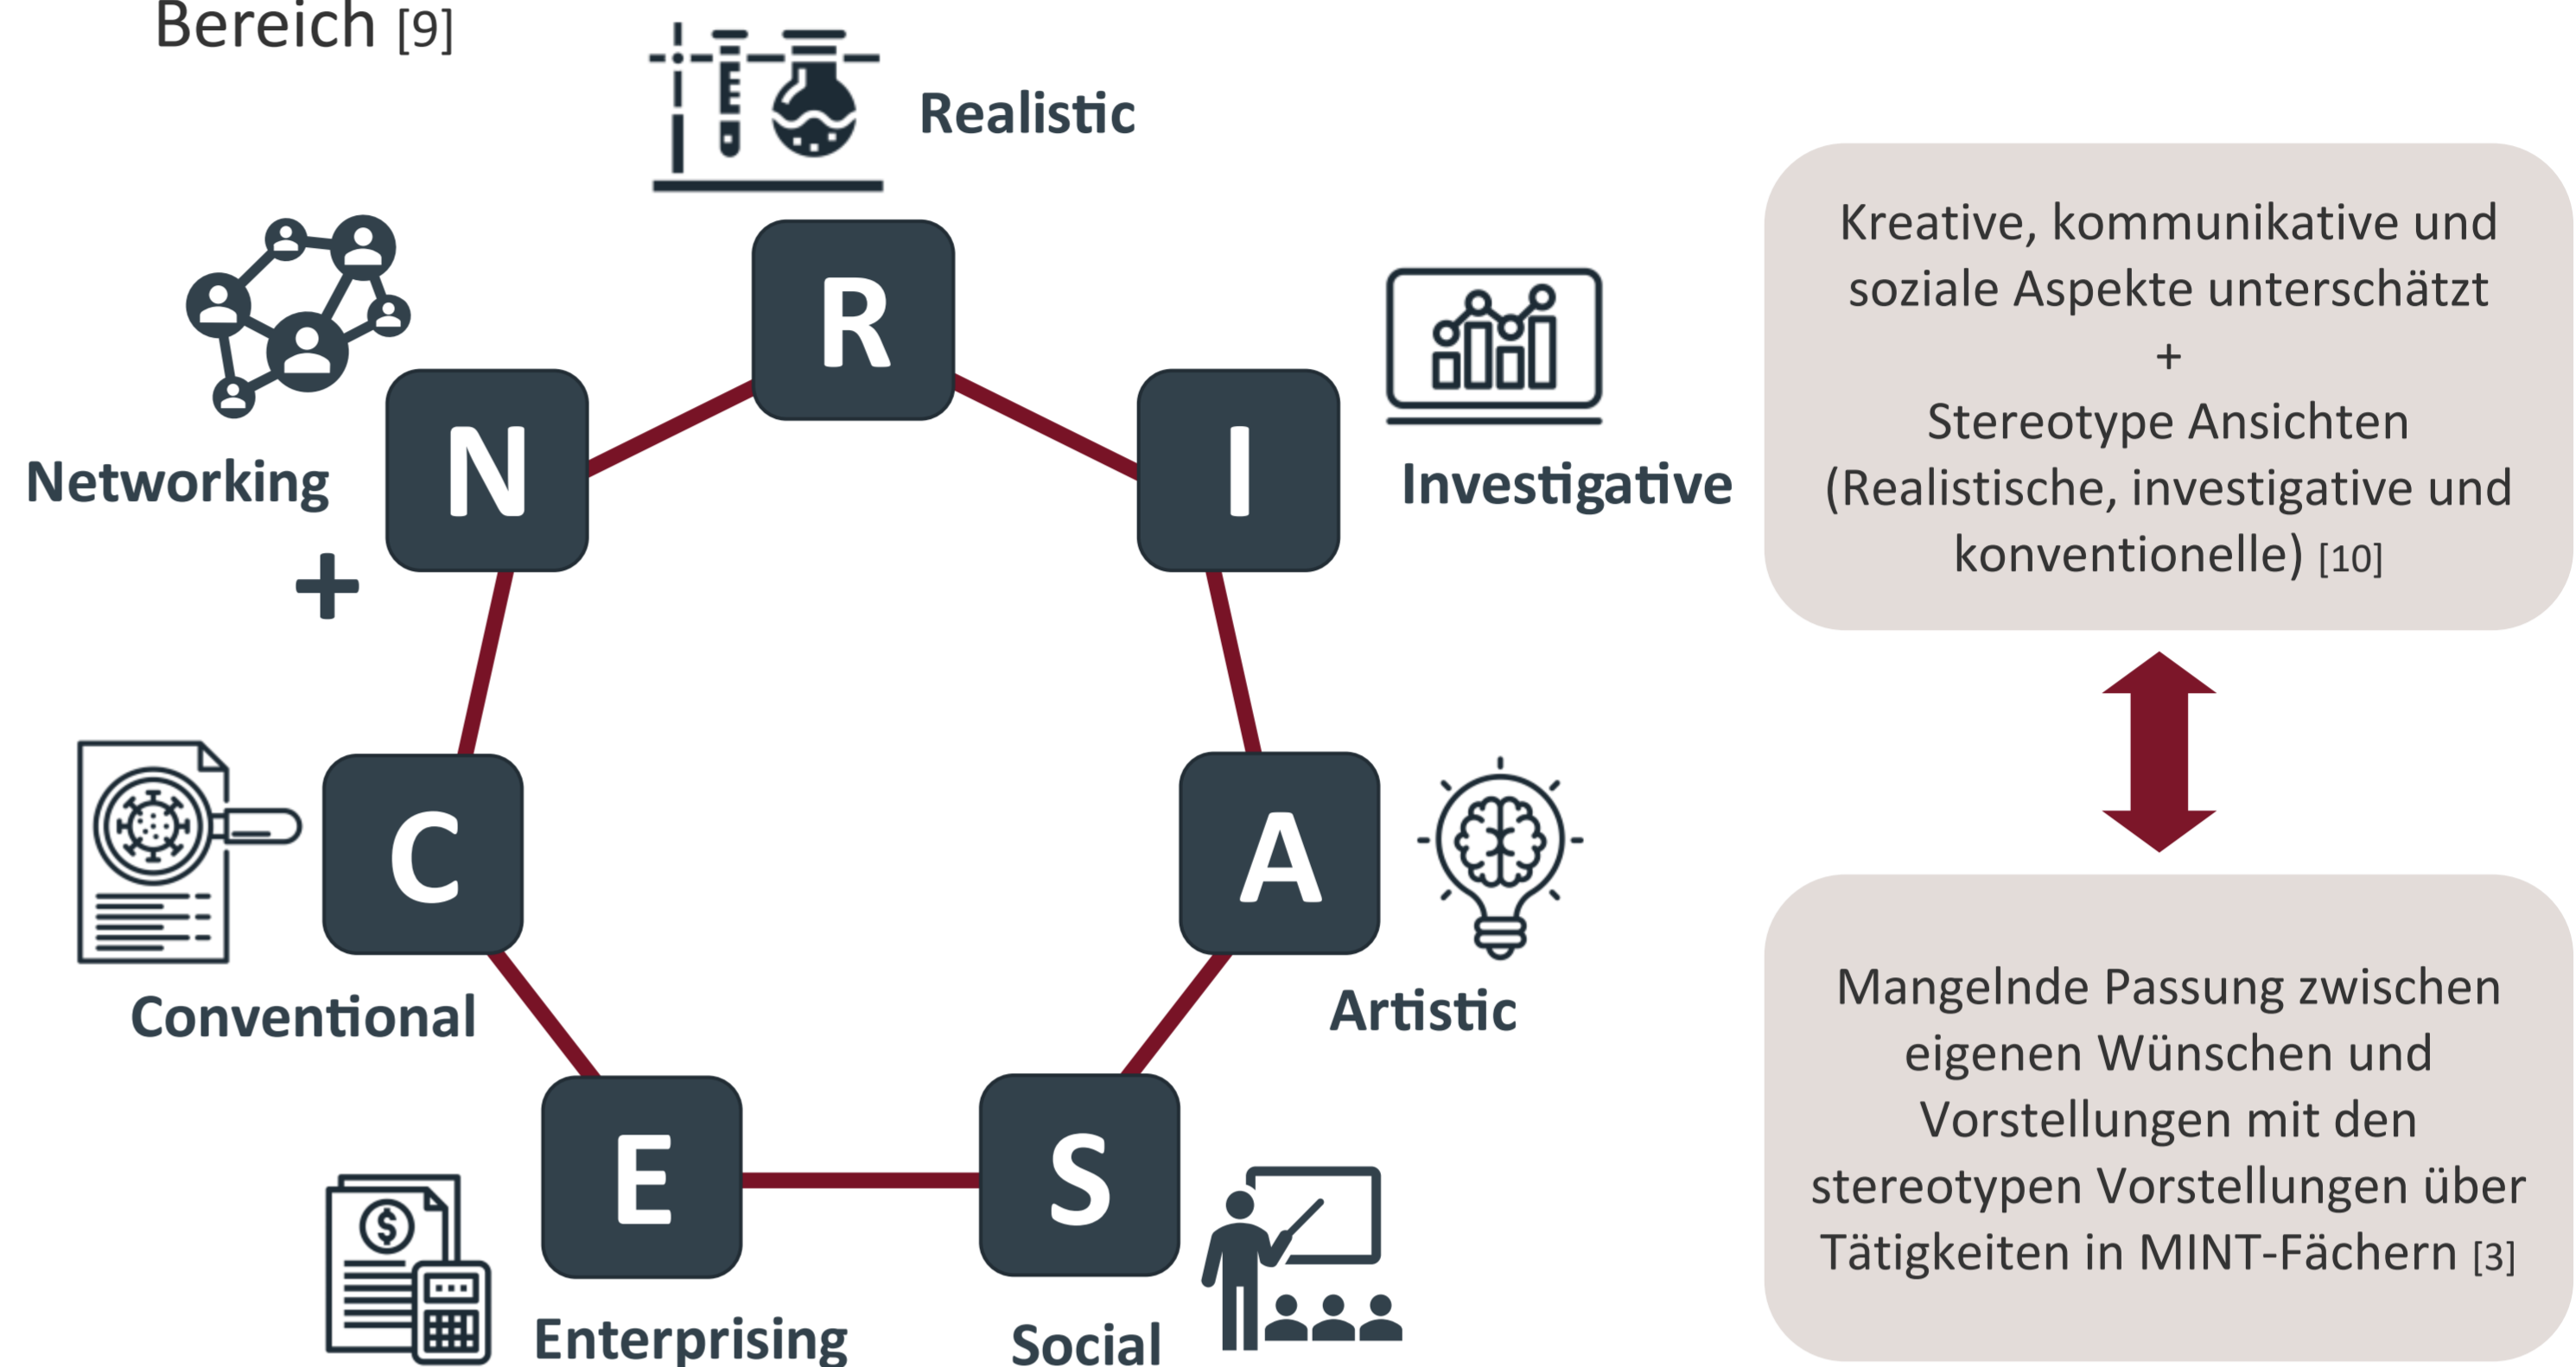 Bereich [9]
Realistic
R
Networking
N
I
Investigative
+
C
Conventional
A
Artistic
E
Enterprising
S
Social
$
Kreative, kommunikative und
soziale Aspekte unterschätzt
+
Stereotype Ansichten
(Realistische, investigative und
konventionelle) [10]
Mangelnde Passung zwischen
eigenen Wünschen und
Vorstellungen mit den
stereotypen Vorstellungen über
Tätigkeiten in MINT-Fächern [3]